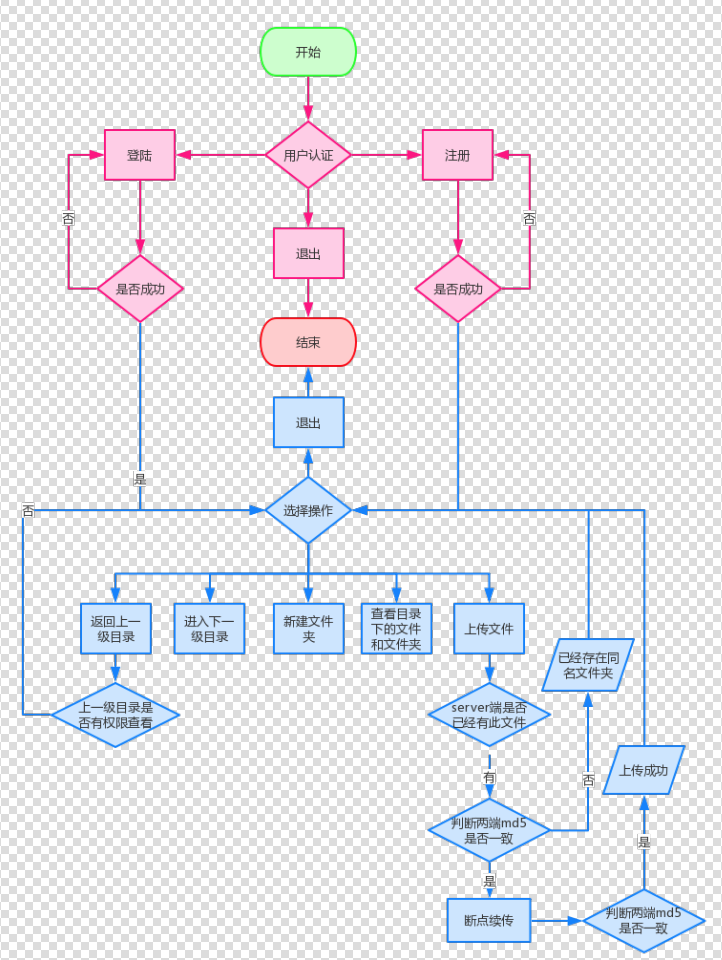 开始
登陆
用户认证
注册
否
否
退出
是否成功
是否成功
结束
退出
是
否
选择操作
返回上一
级目录
进入下一
级目录
新建文件
夹
查看目录
下的文件
和文件夹
上传文件
已经存在同
名文件夹
上一级目录是
否有权限查看
server端是否
已经有此文件
有
否
上传成功
判断两端md5
是否一致
是
是
断点续传
判断两端md5
是否一致